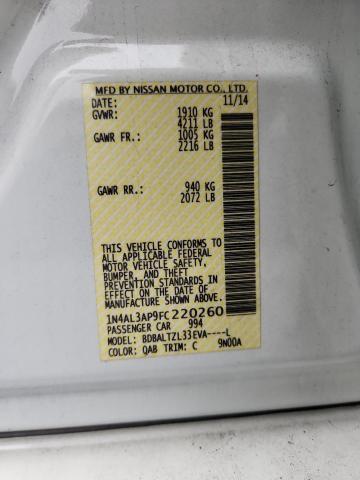 MFD BY NISSAN MOTOR CO., LTD.
DATE: 11/14
GVWR: 1910 KG
4211 LB
GAWR FR: 1005 KG
2216 LB
GAWR RR: 940 KG
2072 LB
THIS VEHICLE CONFORMS TO
ALL APPLICABLE FEDERAL
MOTOR VEHICLE SAFETY,
BUMPER, AND THEFT
PREVENTION STANDARDS
IN EFFECT ON THE DATE OF
MANUFACTURE SHOWN ABOVE.
1N4AL3AP9FC220260
PASSENGER CAR 994
MODEL: BDBALTZL33EVA----L
COLOR: QAB TRIM: C 9N00A